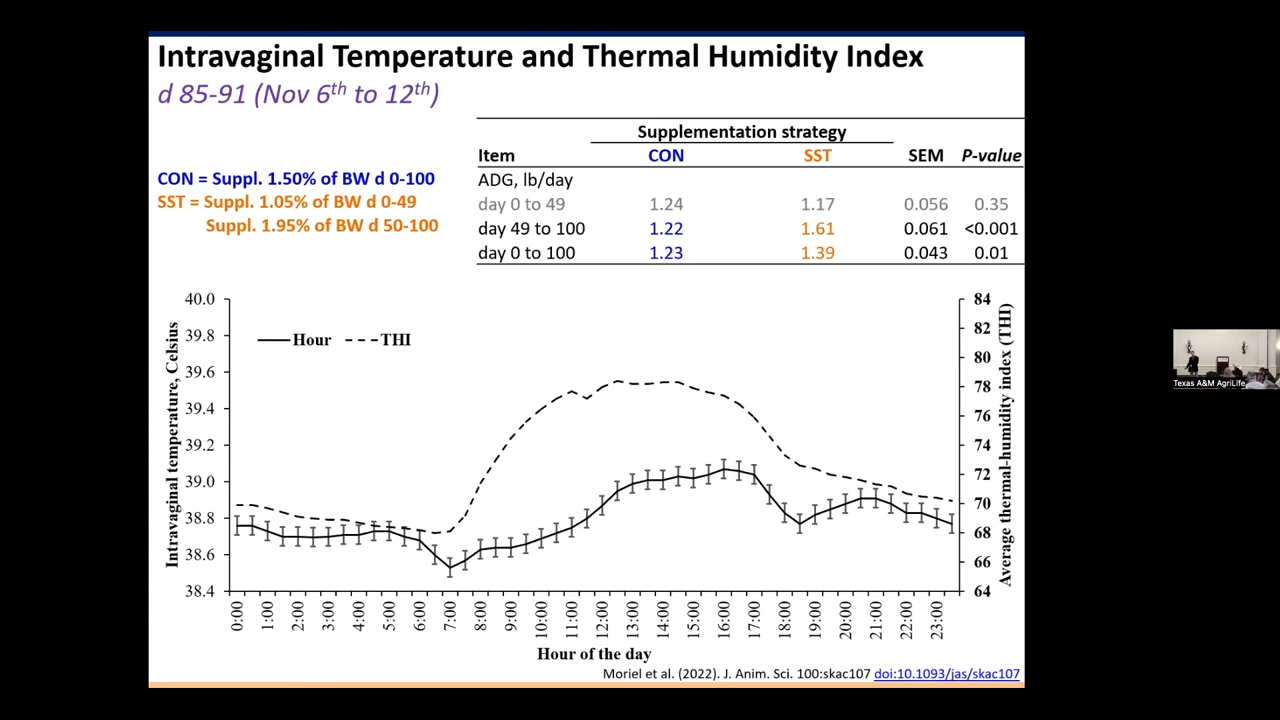 Intravaginal Temperature and Thermal Humidity Index
d 85-91 (Nov 6th to 12th)
CON = Suppl. 1.50% of BW d 0-100
SST = Suppl. 1.05% of BW d 0-49
Suppl. 1.95% of BW d 50-100
Supplementation strategy
Item CON SST SEM P-value
ADG, lb/day
day 0 to 49 1.24 1.17 0.056 0.35
day 49 to 100 1.22 1.61 0.061 <0.001
day 0 to 100 1.23 1.39 0.043 0.01
Intravaginal temperature, Celsius
40.0
39.8
39.6
39.4
39.2
39.0
38.8
38.6
38.4
Hour THI
84
82
80
78
76
74
72
70
68
66
64
Average thermal-humidity index (THI)
0:00 1:00 2:00 3:00 4:00 5:00 6:00 7:00 8:00 9:00 10:00 11:00 12:00 13:00 14:00 15:00 16:00 17:00 18:00 19:00 20:00 21:00 22:00 23:00
Hour of the day
Moriel et al. (2022). J. Anim. Sci. 100:skac107 doi:10.1093/jas/skac107
Texas A&M AgriLife